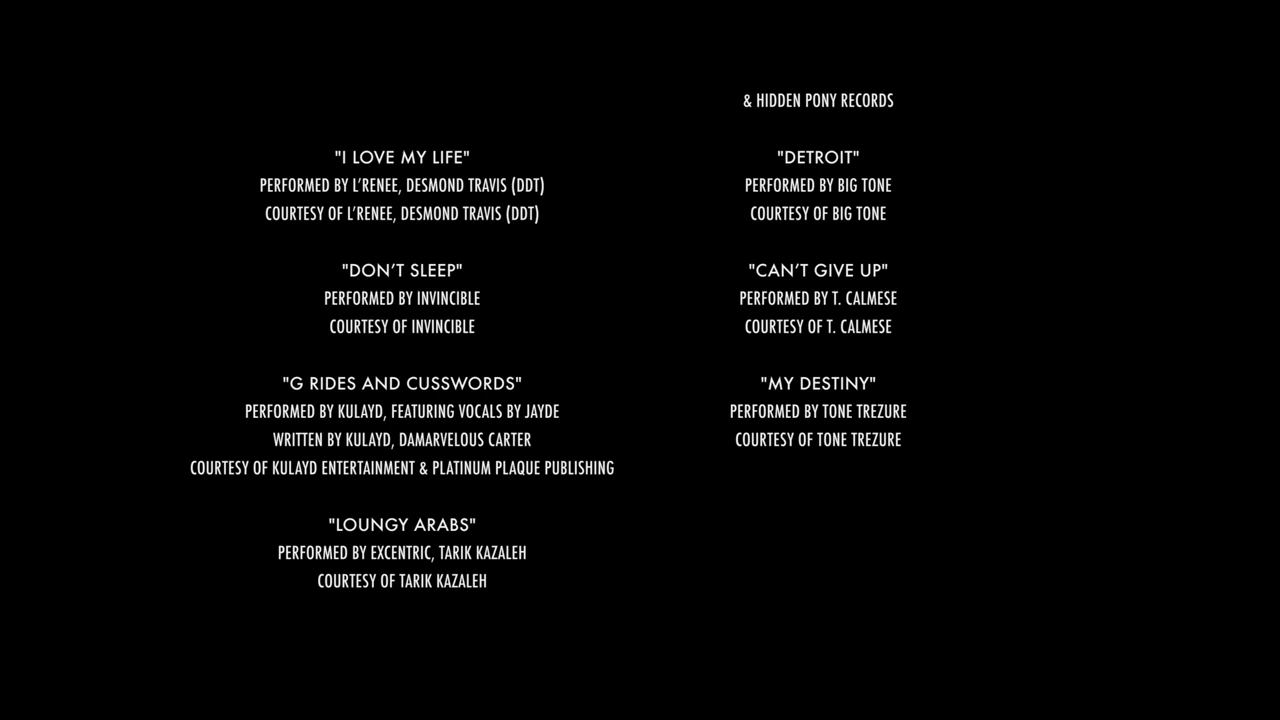 "I LOVE MY LIFE"
PERFORMED BY L'RENEE, DESMOND TRAVIS (DDT)
COURTESY OF L'RENEE, DESMOND TRAVIS (DDT)
"DON'T SLEEP"
PERFORMED BY INVINCIBLE
COURTESY OF INVINCIBLE
"G RIDES AND CUSSWORDS"
PERFORMED BY KULAYD, FEATURING VOCALS BY JAYDE
WRITTEN BY KULAYD, DAMARVELOUS CARTER
COURTESY OF KULAYD ENTERTAINMENT & PLATINUM PLAQUE PUBLISHING
"LOUNGY ARABS"
PERFORMED BY EXCENTRIC, TARIK KAZALEH
COURTESY OF TARIK KAZALEH
& HIDDEN PONY RECORDS
"DETROIT"
PERFORMED BY BIG TONE
COURTESY OF BIG TONE
"CAN'T GIVE UP"
PERFORMED BY T. CALMESE
COURTESY OF T. CALMESE
"MY DESTINY"
PERFORMED BY TONE TREZURE
COURTESY OF TONE TREZURE